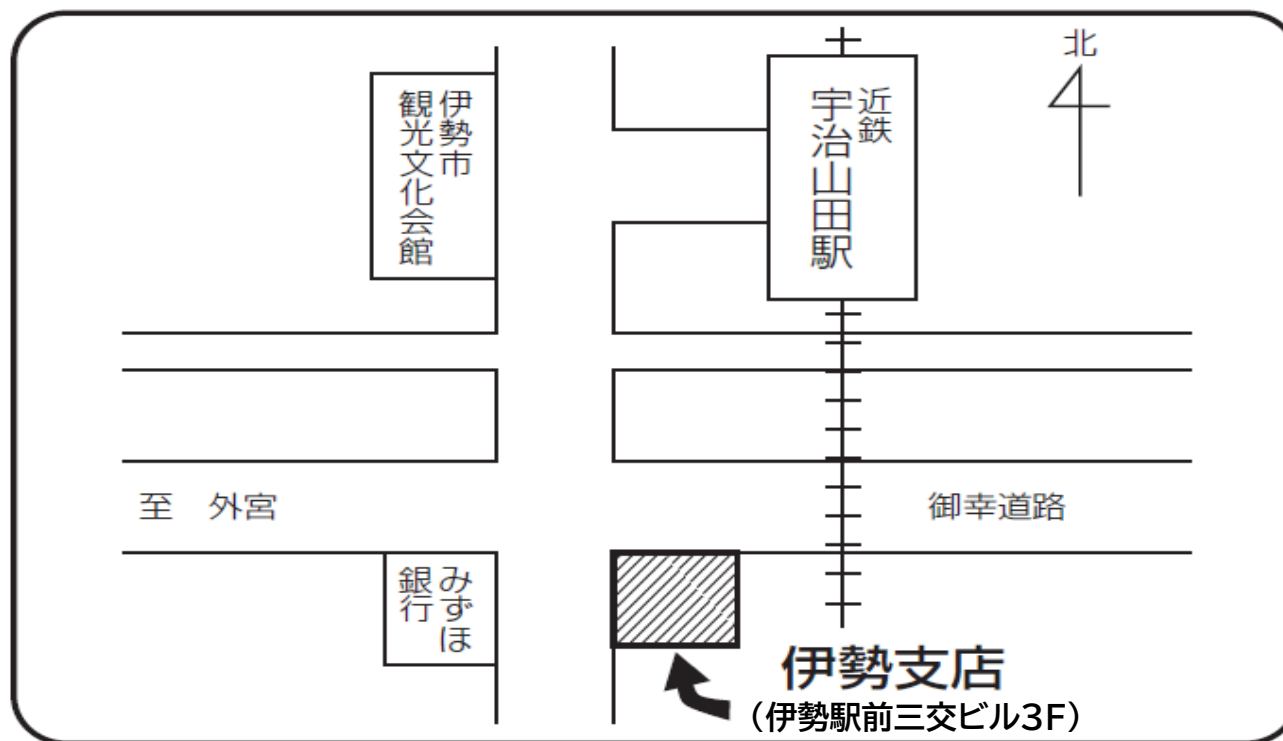 北
近鉄
宇治山田駅
伊勢市
観光文化会館
至　外宮
御幸道路
みずほ
銀行
伊勢支店
（伊勢駅前三交ビル3F）